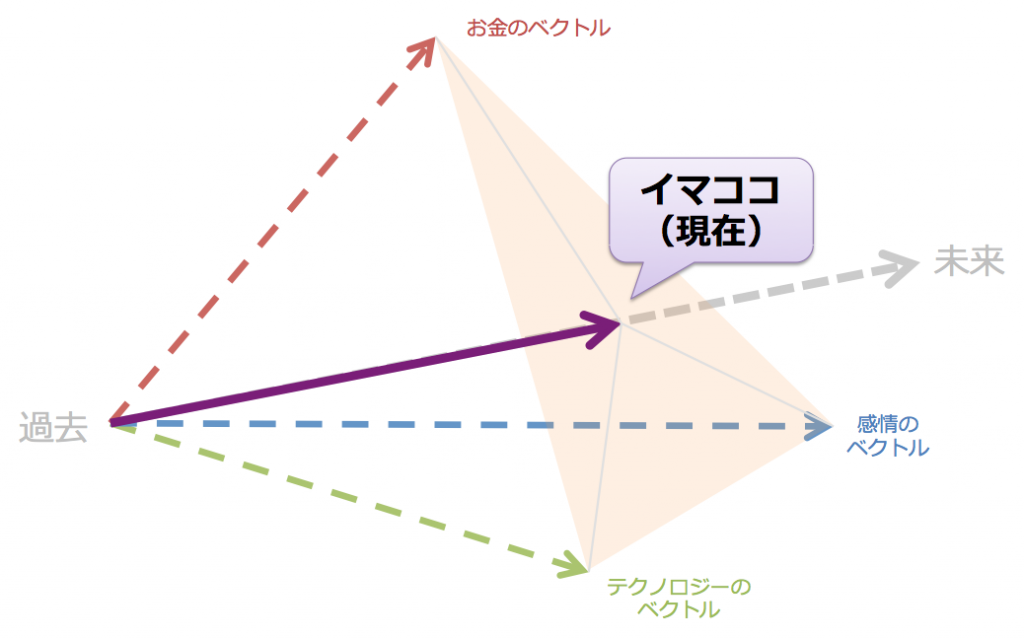 お金のベクトル
イマココ
（現在）
未来
過去
感情の
ベクトル
テクノロジーの
ベクトル